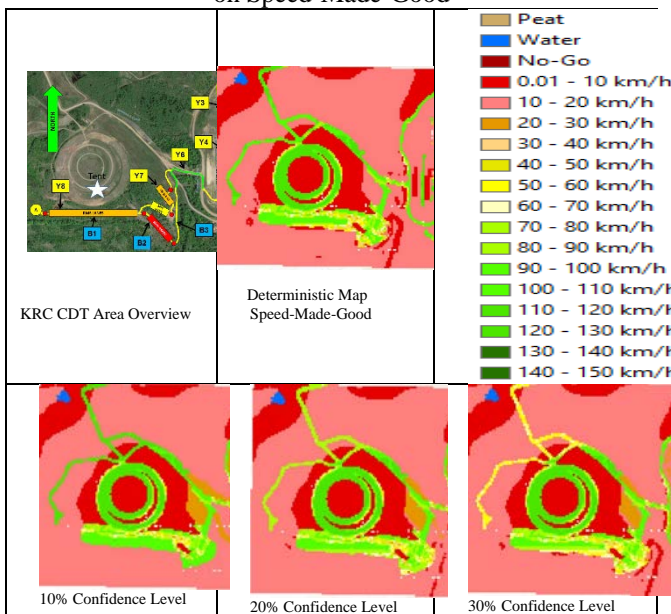 on Speed-Made-Good
NORTH
Y3
Y4
Y6
Y7
Tent
Y8
B1
B2
B3
KRC CDT Area Overview
Deterministic Map
Speed-Made-Good
Peat
Water
No-Go
0.01 - 10 km/h
10 - 20 km/h
20 - 30 km/h
30 - 40 km/h
40 - 50 km/h
50 - 60 km/h
60 - 70 km/h
70 - 80 km/h
80 - 90 km/h
90 - 100 km/h
100 - 110 km/h
110 - 120 km/h
120 - 130 km/h
130 - 140 km/h
140 - 150 km/h
10% Confidence Level
20% Confidence Level
30% Confidence Level